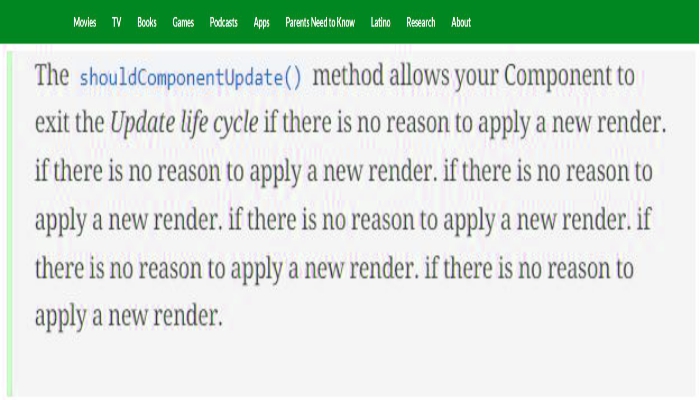 Movies TV Books Games Podcasts Apps Parents Need to Know Latino Research About
The shouldComponentUpdate() method allows your Component to
exit the Update life cycle if there is no reason to apply a new render.
if there is no reason to apply a new render. if there is no reason to
apply a new render. if there is no reason to apply a new render. if
there is no reason to apply a new render. if there is no reason to
apply a new render.